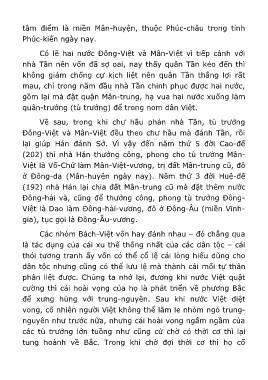 tâm điểm là miền Mân-huyện, thuộc Phúc-châu trong tỉnh
Phúc-kiến ngày nay.
Có lẽ hai nước Đông-Việt và Mân-Việt vì tiếp cảnh với
nhà Tần nên vốn đã sợ oai, nay thấy quân Tần kéo đến thì
không giám chống cự kịch liệt nên quân Tần thắng lợi rất
mau, chỉ trong năm đầu nhà Tần chinh phục được hai nước,
gồm lại mà đặt quận Mân-trung, hạ vua hai nước xuống làm
quân-trưởng (tù trưởng) để trong nom dân Việt.
Về sau, trong khi chư hầu phản nhà Tần, tù trưởng
Đông-Việt và Mân-Việt đều theo chư hầu mà đánh Tần, rồi
lại giúp Hán đánh Sở. Vì vậy đến năm thứ 5 đời Cao-đế
(202) thì nhà Hán thưởng công, phong cho tù trưởng Mân-
Việt là Vô-Chử làm Mân-Việt-vương, trị đất Mân-trung cũ, đô
ở Đông-dạ (Mân-huyện ngày nay). Năm thứ 3 đời Huệ-đế
(192) nhà Hán lại chia đất Mân-trung cũ mà đặt thêm nước
Đông-hải và, cũng để thưởng công, phong tù trưởng Đông-
Việt là Dao làm Đông-hải-vương, đô ở Đông-Âu (miền Vĩnh-
gia), tục gọi là Đông-Âu-vương.
Các nhóm Bách-Việt vốn hay đánh nhau – đó chẳng qua
là tác dụng của cái xu thế thống nhất của các dân tộc – cái
thói tương tranh ấy vốn có thể cổ lệ cái lòng hiếu dũng cho
dân tộc nhưng cũng có thể lưu lệ mà thành cái mối tự thân
phân liệt được. Chúng ta nhớ lại, đương khi nước Việt quật
cường thì cái hoài vọng của họ là phát triển về phương Bắc
để xưng hùng với trung-nguyên. Sau khi nước Việt diệt
vong, cố nhiên người Việt không thể lăm le nhòm ngó trung-
nguyên như trước nữa, nhưng cái hoài vọng ngấm ngầm của
các tù trưởng lớn tuồng như cũng cứ chờ có thời cơ thì lại
tung hoành về Bắc. Trong khi chờ đợi thời cơ thì họ cố